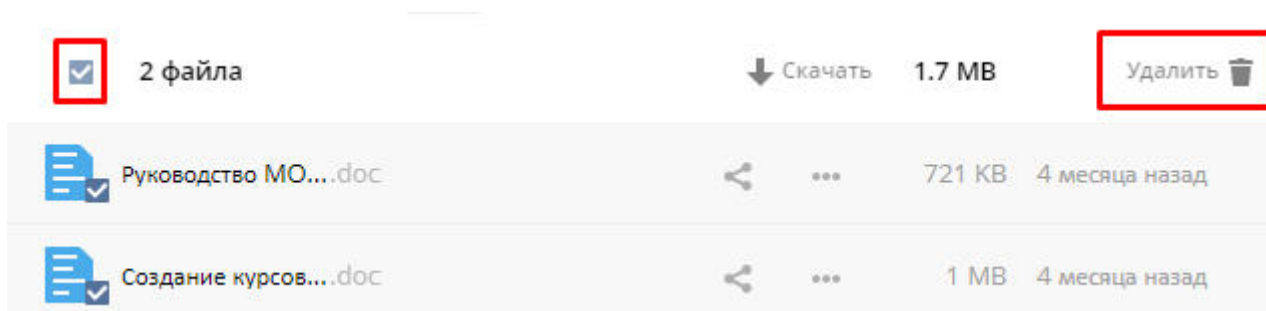 2 файла Скачать 1.7 MB Удалить
Руководство МО....doc ••• 721 KB 4 месяца назад
Создание курсов....doc ••• 1 MB 4 месяца назад